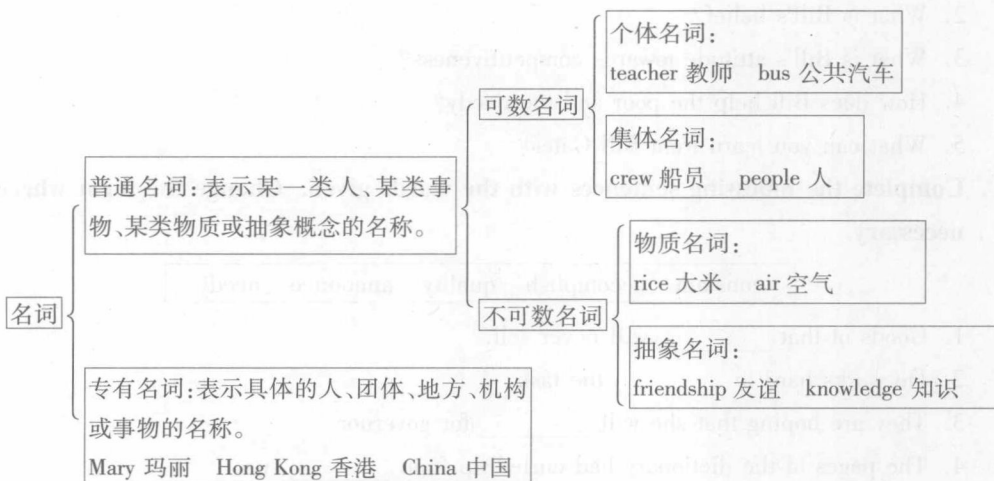 名词
普通名词:表示某一类人、某类事
物、某类物质或抽象概念的名称。
可数名词
个体名词:
teacher 教师 bus 公共汽车
集体名词:
crew 船员 people 人
不可数名词
物质名词:
rice 大米 air 空气
抽象名词:
friendship 友谊 knowledge 知识
专有名词:表示具体的人、团体、地方、机构
或事物的名称。
Mary 玛丽 Hong Kong 香港 China 中国